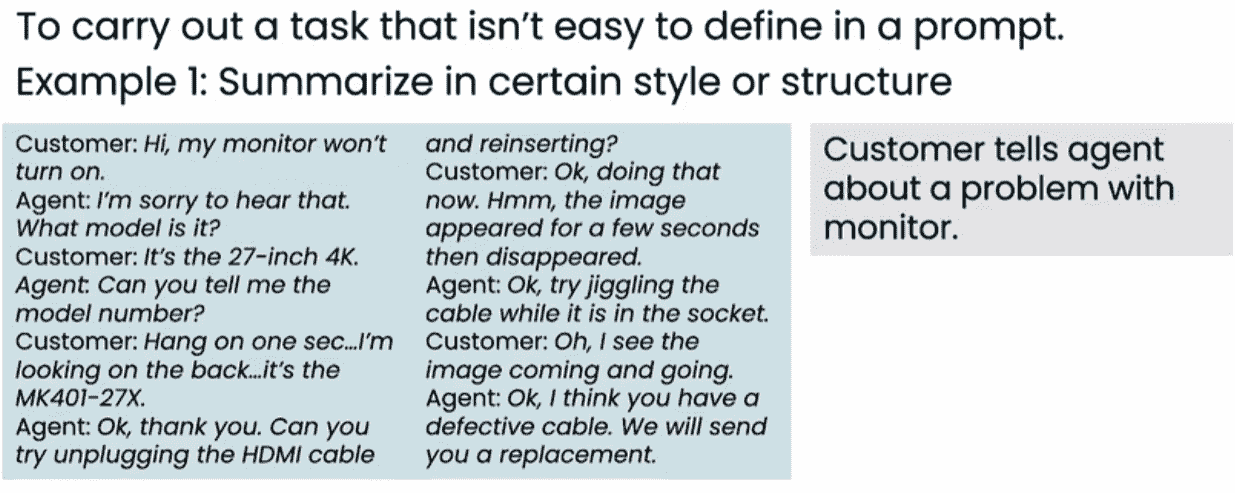 To carry out a task that isn't easy to define in a prompt.
Example 1: Summarize in certain style or structure
Customer: Hi, my monitor won't
turn on.
Agent: I'm sorry to hear that.
What model is it?
Customer: It's the 27-inch 4K.
Agent: Can you tell me the
model number?
Customer: Hang on one sec...I'm
looking on the back...it's the
MK401-27X.
Agent: Ok, thank you. Can you
try unplugging the HDMI cable
and reinserting?
Customer: Ok, doing that
now. Hmm, the image
appeared for a few seconds
then disappeared.
Agent: Ok, try jiggling the
cable while it is in the socket.
Customer: Oh, I see the
image coming and going.
Agent: Ok, I think you have a
defective cable. We will send
you a replacement.
Customer tells agent
about a problem with
monitor.